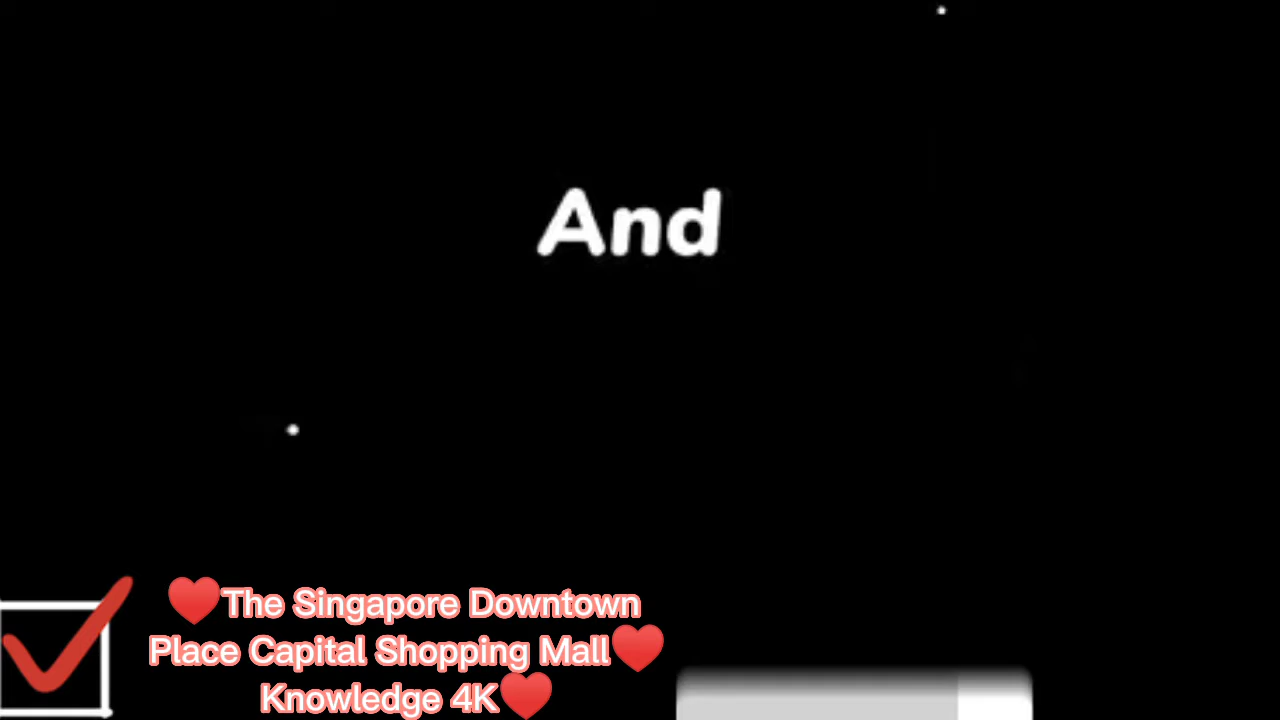 And
♥️The Singapore Downtown
Place Capital Shopping Mall♥️
Knowledge 4K♥️